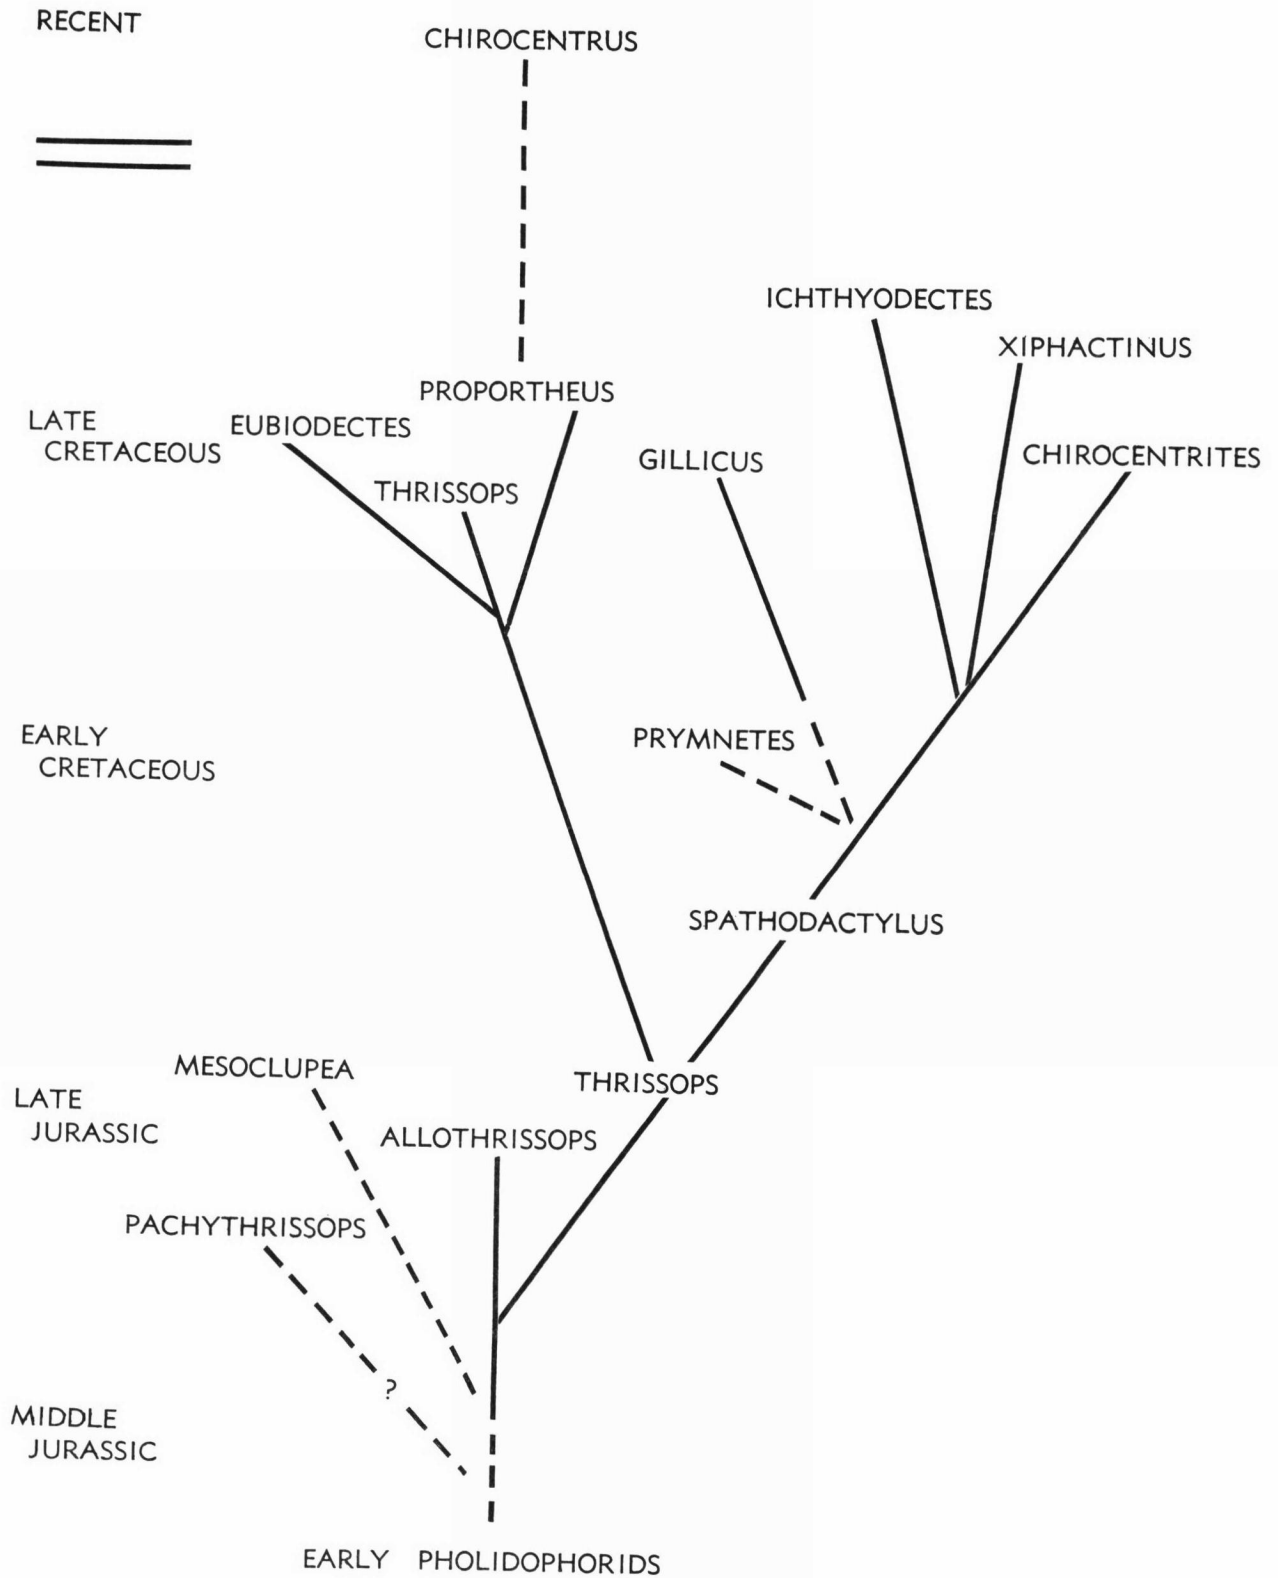 RECENT
CHIROCENTRUS
ICHTHYODECTES
XIPHACTINUS
PROPORTHEUS
LATE
CRETACEOUS
EUBIODECTES
THRISSOPS
GILLICUS
CHIROCENTRITES
EARLY
CRETACEOUS
PRYMNETES
SPATHODACTYLUS
MESOCLUPEA
THRISSOPS
LATE
JURASSIC
ALLOTHRISSOPS
PACHYTHRISSOPS
?
MIDDLE
JURASSIC
EARLY PHOLIDOPHORIDS